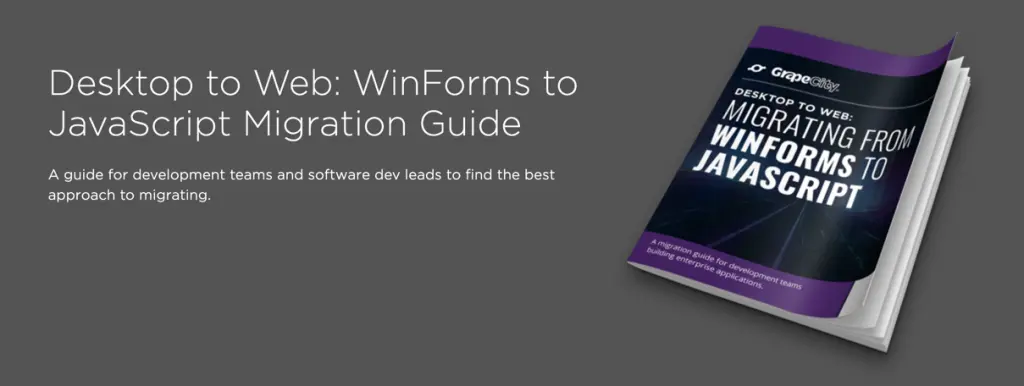 Desktop to Web: WinForms to
JavaScript Migration Guide
A guide for development teams and software dev leads to find the best
approach to migrating.
GrapeCity
DESKTOP TO WEB:
MIGRATING FROM
WINFORMS TO
JAVASCRIPT
A migration guide for development teams
building enterprise applications.